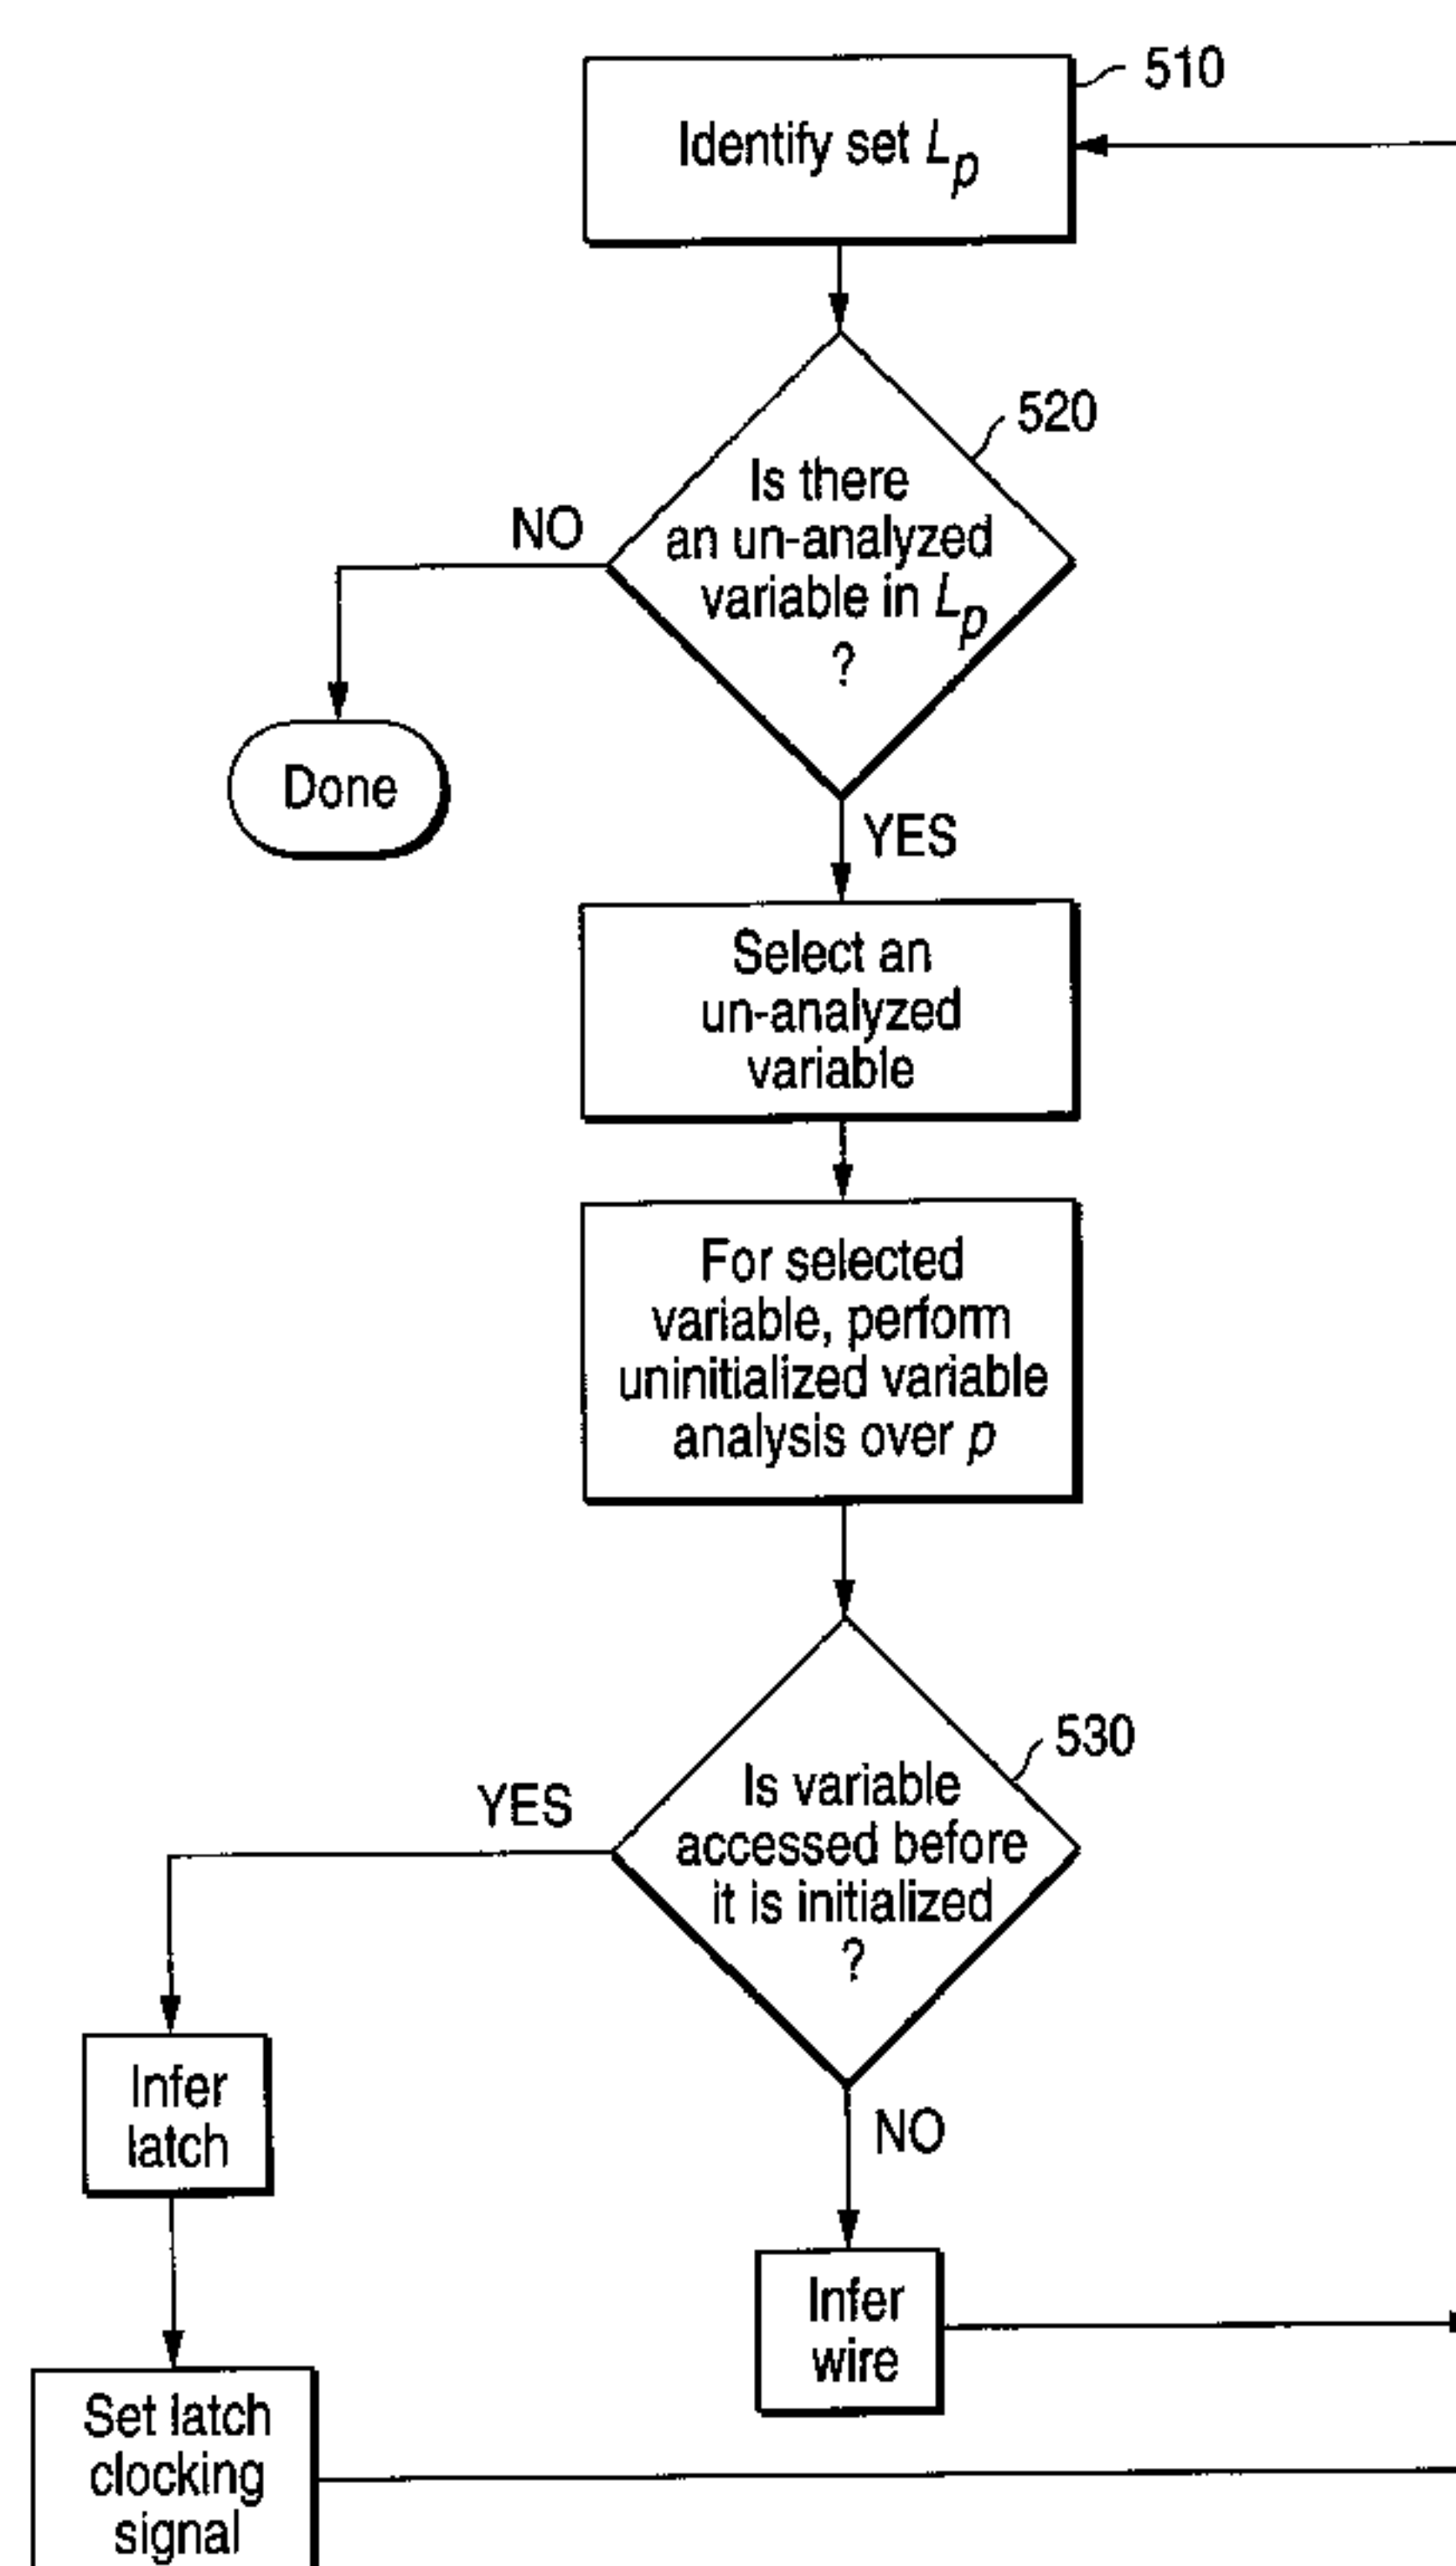 510
Identify set Lp
520
Is there
an un-analyzed
variable in Lp
?
NO
Done
YES
Select an
un-analyzed
variable
For selected
variable, perform
uninitialized variable
analysis over p
530
Is variable
accessed before
it is initialized
?
YES
Infer
latch
NO
Infer
wire
Set latch
clocking
signal